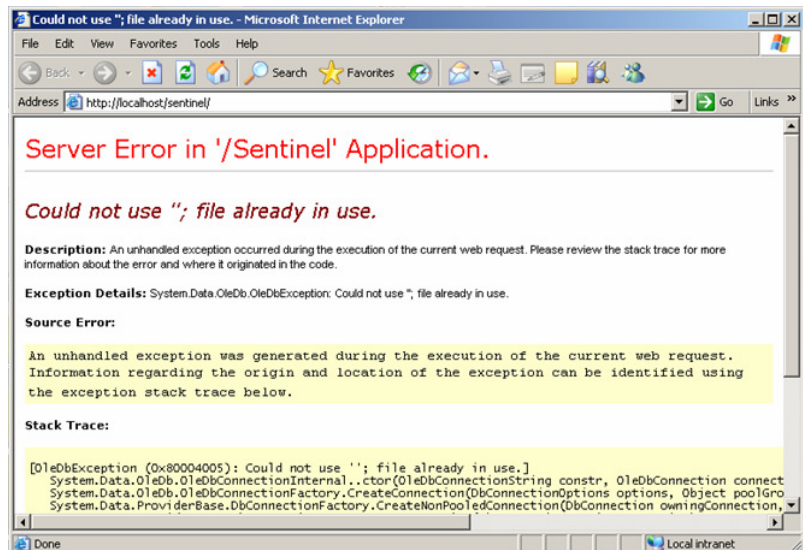 Could not use ''; file already in use. - Microsoft Internet Explorer
File Edit View Favorites Tools Help
Back Search Favorites
Address http://localhost/sentinel/ Go Links »
Server Error in '/Sentinel' Application.
Could not use ''; file already in use.
Description: An unhandled exception occurred during the execution of the current web request. Please review the stack trace for more
information about the error and where it originated in the code.
Exception Details: System.Data.OleDb.OleDbException: Could not use ''; file already in use.
Source Error:
An unhandled exception was generated during the execution of the current web request.
Information regarding the origin and location of the exception can be identified using
the exception stack trace below.
Stack Trace:
[OleDbException (0x80004005): Could not use ''; file already in use.]
System.Data.OleDb.OleDbConnectionInternal..ctor(OleDbConnectionString constr, OleDbConnection connect
System.Data.OleDb.OleDbConnectionFactory.CreateConnection(DbConnectionOptions options, Object poolGro
System.Data.ProviderBase.DbConnectionFactory.CreateNonPooledConnection(DbConnection owningConnection,
Done Local intranet